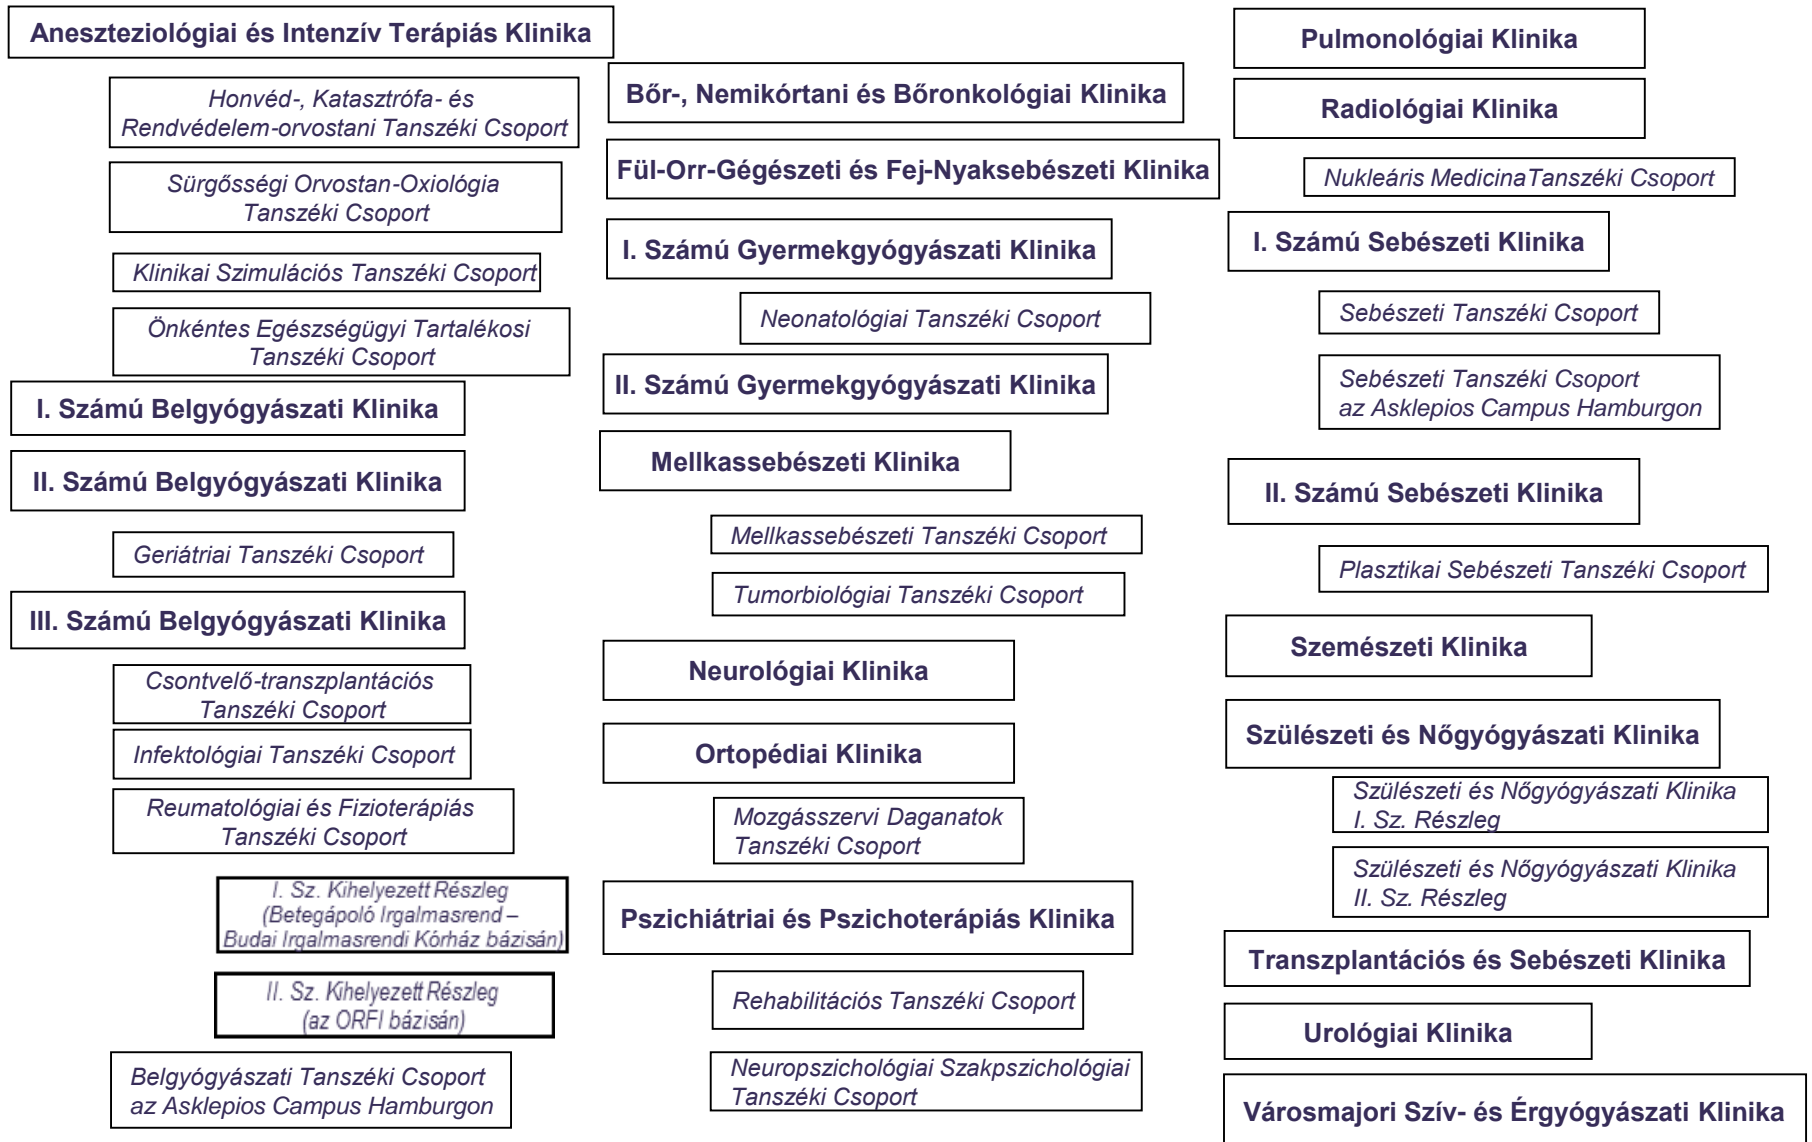 Aneszteziológiai és Intenzív Terápiás Klinika
Honvéd-, Katasztrófa- és
Rendvédelem-orvostani Tanszéki Csoport
Sürgősségi Orvostan-Oxiológia
Tanszéki Csoport
Klinikai Szimulációs Tanszéki Csoport
Önkéntes Egészségügyi Tartalékosi
Tanszéki Csoport
I. Számú Belgyógyászati Klinika
II. Számú Belgyógyászati Klinika
Geriátriai Tanszéki Csoport
III. Számú Belgyógyászati Klinika
Csontvelő-transzplantációs
Tanszéki Csoport
Infektológiai Tanszéki Csoport
Reumatológiai és Fizioterápiás
Tanszéki Csoport
I. Sz. Kihelyezett Részleg
(Betegápoló Irgalmasrend –
Budai Irgalmasrendi Kórház bázisán)
II. Sz. Kihelyezett Részleg
(az ORFI bázisán)
Belgyógyászati Tanszéki Csoport
az Asklepios Campus Hamburgon
Bőr-, Nemikórtani és Bőronkológiai Klinika
Fül-Orr-Gégészeti és Fej-Nyaksebészeti Klinika
I. Számú Gyermekgyógyászati Klinika
Neonatológiai Tanszéki Csoport
II. Számú Gyermekgyógyászati Klinika
Mellkassebészeti Klinika
Mellkassebészeti Tanszéki Csoport
Tumorbiológiai Tanszéki Csoport
Neurológiai Klinika
Ortopédiai Klinika
Mozgásszervi Daganatok
Tanszéki Csoport
Pszichiátriai és Pszichoterápiás Klinika
Rehabilitációs Tanszéki Csoport
Neuropszichológiai Szakpszichológiai
Tanszéki Csoport
Pulmonológiai Klinika
Radiológiai Klinika
Nukleáris MedicinaTanszéki Csoport
I. Számú Sebészeti Klinika
Sebészeti Tanszéki Csoport
Sebészeti Tanszéki Csoport
az Asklepios Campus Hamburgon
II. Számú Sebészeti Klinika
Plasztikai Sebészeti Tanszéki Csoport
Szemészeti Klinika
Szülészeti és Nőgyógyászati Klinika
Szülészeti és Nőgyógyászati Klinika
I. Sz. Részleg
Szülészeti és Nőgyógyászati Klinika
II. Sz. Részleg
Transzplantációs és Sebészeti Klinika
Urológiai Klinika
Városmajori Szív- és Érgyógyászati Klinika